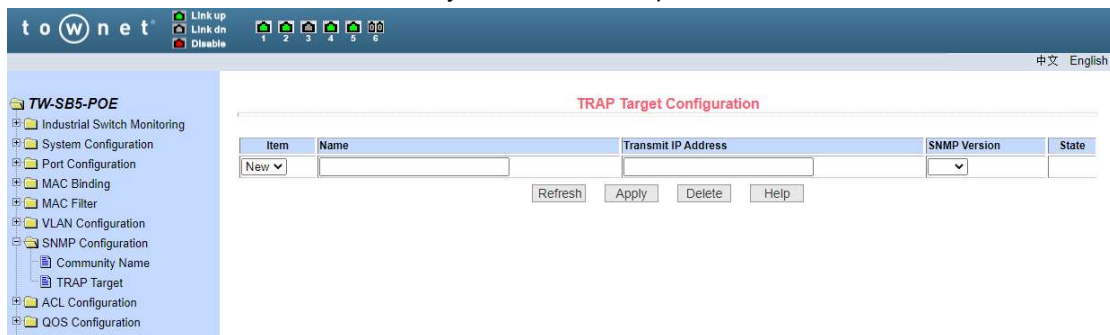 to(w)net
Link up
Link dn
Disable
1 2 3 4 5 6
中文 English
TW-SB5-POE
Industrial Switch Monitoring
System Configuration
Port Configuration
MAC Binding
MAC Filter
VLAN Configuration
SNMP Configuration
Community Name
TRAP Target
ACL Configuration
QOS Configuration
TRAP Target Configuration
Item Name Transmit IP Address SNMP Version State
New
Refresh Apply Delete Help